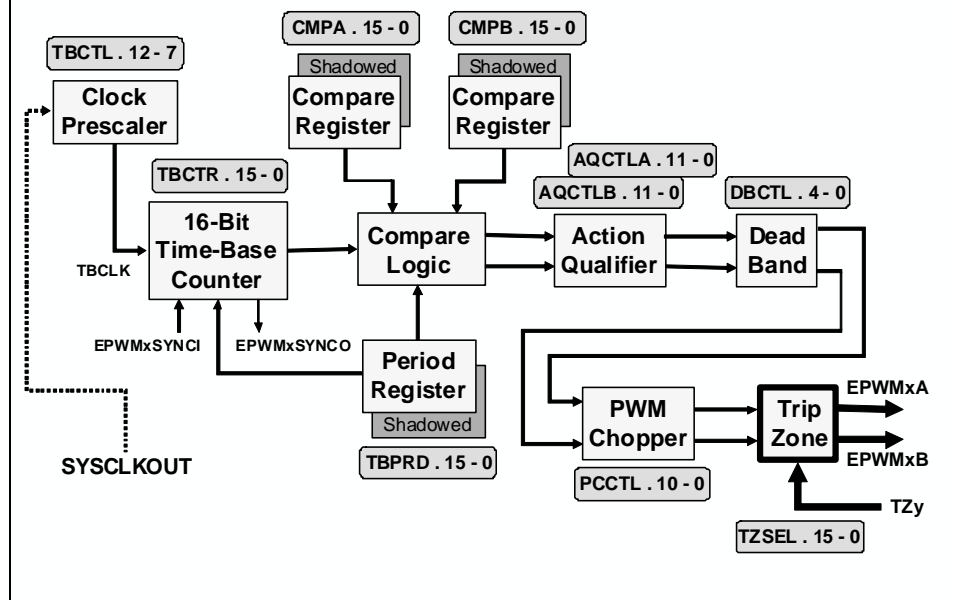 CMPA . 15 - 0
CMPB . 15 - 0
TBCTL . 12 - 7
Shadowed
Shadowed
Clock
Prescaler
Compare
Register
Compare
Register
AQCTLA . 11 - 0
TBCTR . 15 - 0
AQCTLB . 11 - 0
DBCTL . 4 - 0
16-Bit
Time-Base
Counter
Compare
Logic
Action
Qualifier
Dead
Band
TBCLK
EPWMxSYNCI
EPWMxSYNCO
Period
Register
Shadowed
EPWMxA
PWM
Chopper
Trip
Zone
EPWMxB
SYSCLKOUT
TBPRD . 15 - 0
PCCTL . 10 - 0
TZy
TZSEL . 15 - 0